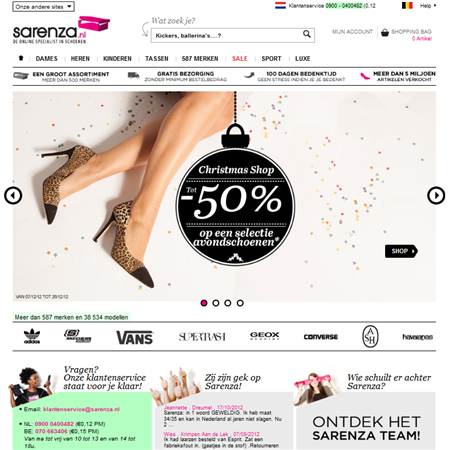 Onze andere sites
Klantenservice 0900 - 0400482 (0,12
Help
sarenza.nl
DE ONLINE SPECIALIST IN SCHOENEN
Wat zoek je?
Kickers, ballerina's....?
MIJN ACCOUNT
SHOPPING BAG
0 Artikel
DAMES HEREN KINDEREN TASSEN 587 MERKEN SALE SPORT LUXE
EEN GROOT ASSORTIMENT
MEER DAN 500 MERKEN
GRATIS BEZORGING
ZONDER MINIMUM BESTELBEDRAG
100 DAGEN BEDENKTIJD
GEEN STRESS INDIEN JE JE BEDENKT
MEER DAN 5 MILJOEN
ARTIKELEN VERKOCHT
Christmas Shop
Tot
-50%
op een selectie
avondschoenen*
SHOP
VAN 07/12/12 TOT 26/12/12
Meer dan 587 merken en 38 534 modellen
adidas
SKECHERS
VANS
SUPERTRASH
GEOX
CONVERSE
ASH
havaianas
Vragen?
Onze klantenservice
staat voor je klaar!
Email: klantenservice@sarenza.nl
NL: 0900 0400482 (€0,12 PM)
BE: 070 663406 (€0,15 PM)
Van ma tot vrij van 10 tot 13 en van 14 tot
18u.
Zij zijn gek op
Sarenza!
Jeannette , Dreumel , 17/10/2012
Sarenza: in 1 woord GEWELDIG. Ik heb maat
34/35 en kan in Nederland al jaren niet slagen. Nu
2 ...
Wiea , Krimpen Aan de Lek , 07/09/2012
Ik had laarzen besteld van Esprit. Zat een
fabrieksfout in. (gaatjes in de stof) .Retourneren
Wie schuilt er achter
Sarenza?
ONTDEK HET
SARENZA TEAM!